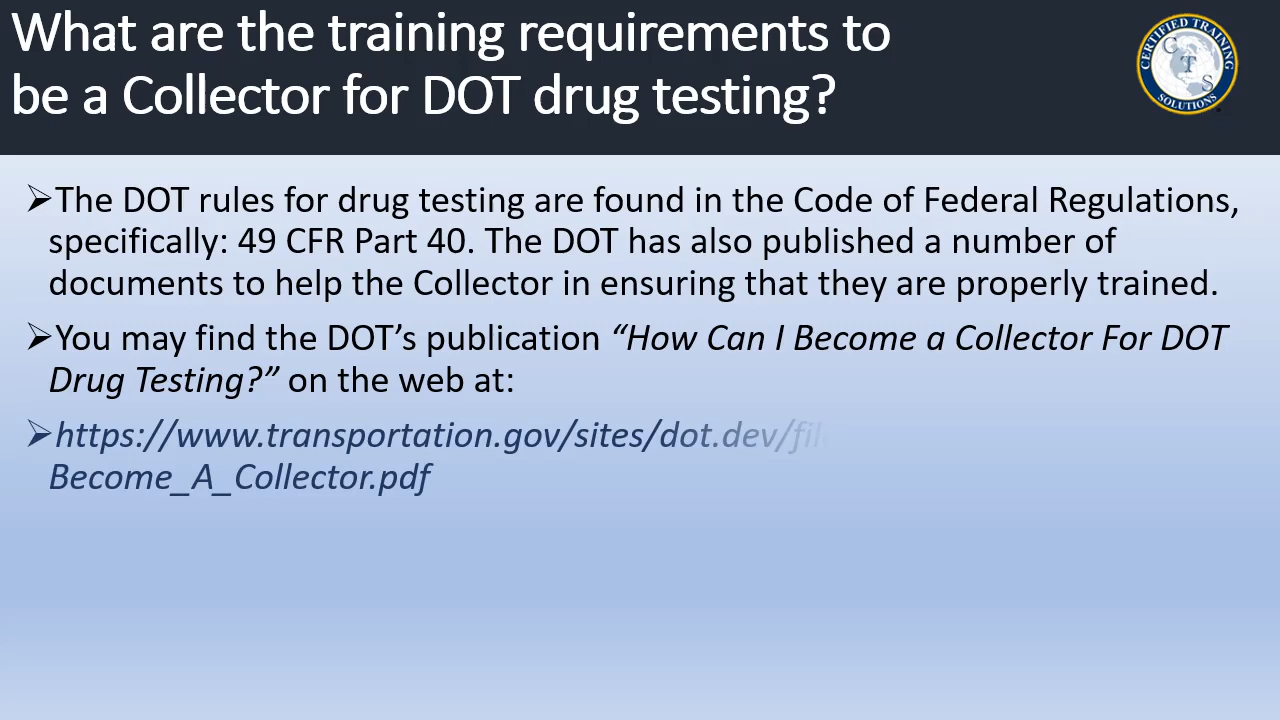 What are the training requirements to
be a Collector for DOT drug testing?
CERTIFIED TRAINING
CTS
SOLUTIONS
➢The DOT rules for drug testing are found in the Code of Federal Regulations,
specifically: 49 CFR Part 40. The DOT has also published a number of
documents to help the Collector in ensuring that they are properly trained.
➢You may find the DOT’s publication “How Can I Become a Collector For DOT
Drug Testing?” on the web at:
➢https://www.transportation.gov/sites/dot.dev/fil
Become_A_Collector.pdf